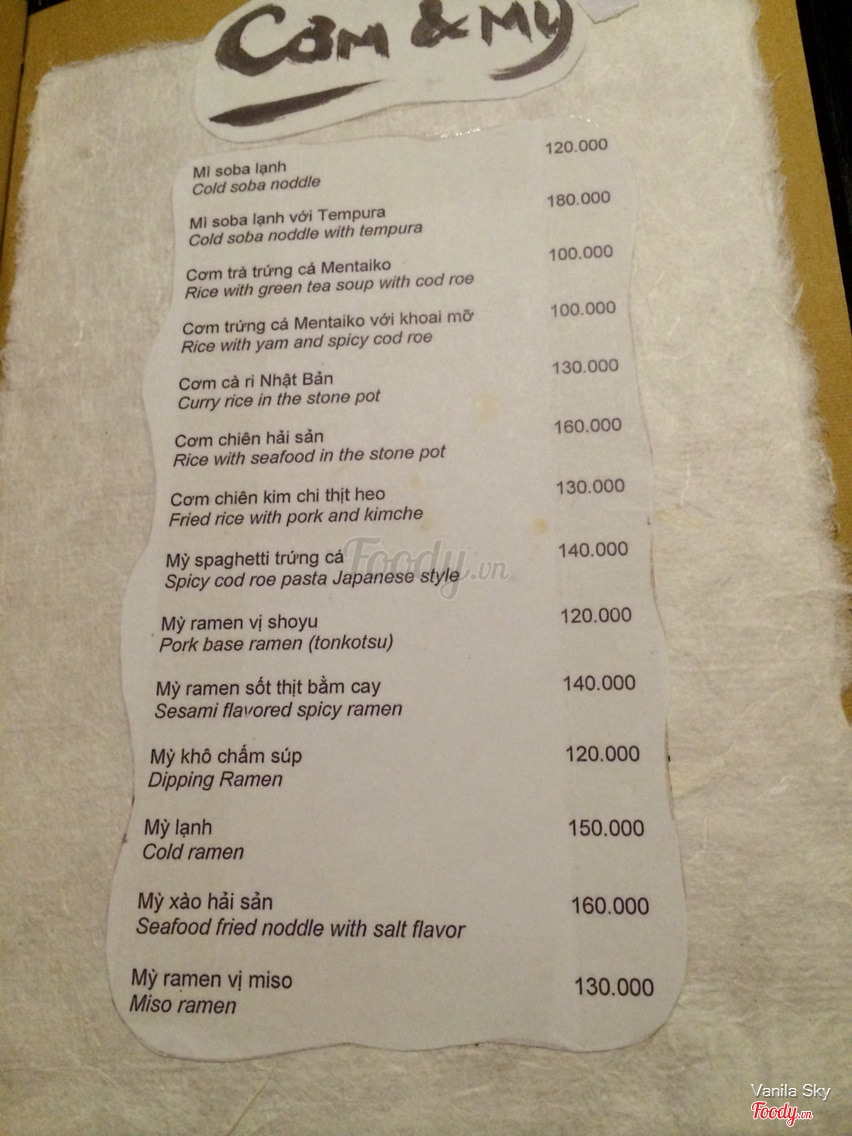 Cơm & Mỳ
Mì soba lạnh 120.000
Cold soba noddle
Mì soba lạnh với Tempura 180.000
Cold soba noddle with tempura
Cơm trà trứng cá Mentaiko 100.000
Rice with green tea soup with cod roe
Cơm trứng cá Mentaiko với khoai mỡ 100.000
Rice with yam and spicy cod roe
Cơm cà ri Nhật Bản 130.000
Curry rice in the stone pot
Cơm chiên hải sản 160.000
Rice with seafood in the stone pot
Cơm chiên kim chi thịt heo 130.000
Fried rice with pork and kimche
Mỳ spaghetti trứng cá 140.000
Spicy cod roe pasta Japanese style
Foody.vn
Mỳ ramen vị shoyu 120.000
Pork base ramen (tonkotsu)
Mỳ ramen sốt thịt bằm cay 140.000
Sesami flavored spicy ramen
Mỳ khô chấm súp 120.000
Dipping Ramen
Mỳ lạnh 150.000
Cold ramen
Mỳ xào hải sản 160.000
Seafood fried noddle with salt flavor
Mỳ ramen vị miso 130.000
Miso ramen
Vanila Sky
Foody.vn